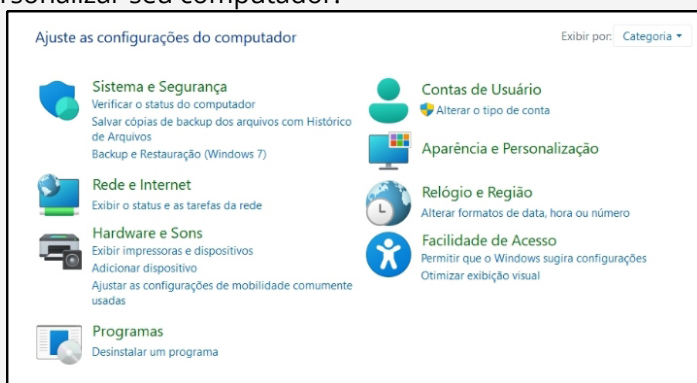 rsonalizar seu computador.
Ajuste as configurações do computador
Exibir por: Categoria
Sistema e Segurança
Verificar o status do computador
Salvar cópias de backup dos arquivos com Histórico
de Arquivos
Backup e Restauração (Windows 7)
Rede e Internet
Exibir o status e as tarefas da rede
Hardware e Sons
Exibir impressoras e dispositivos
Adicionar dispositivo
Ajustar as configurações de mobilidade comumente
usadas
Programas
Desinstalar um programa
Contas de Usuário
Alterar o tipo de conta
Aparência e Personalização
Relógio e Região
Alterar formatos de data, hora ou número
Facilidade de Acesso
Permitir que o Windows sugira configurações
Otimizar exibição visual